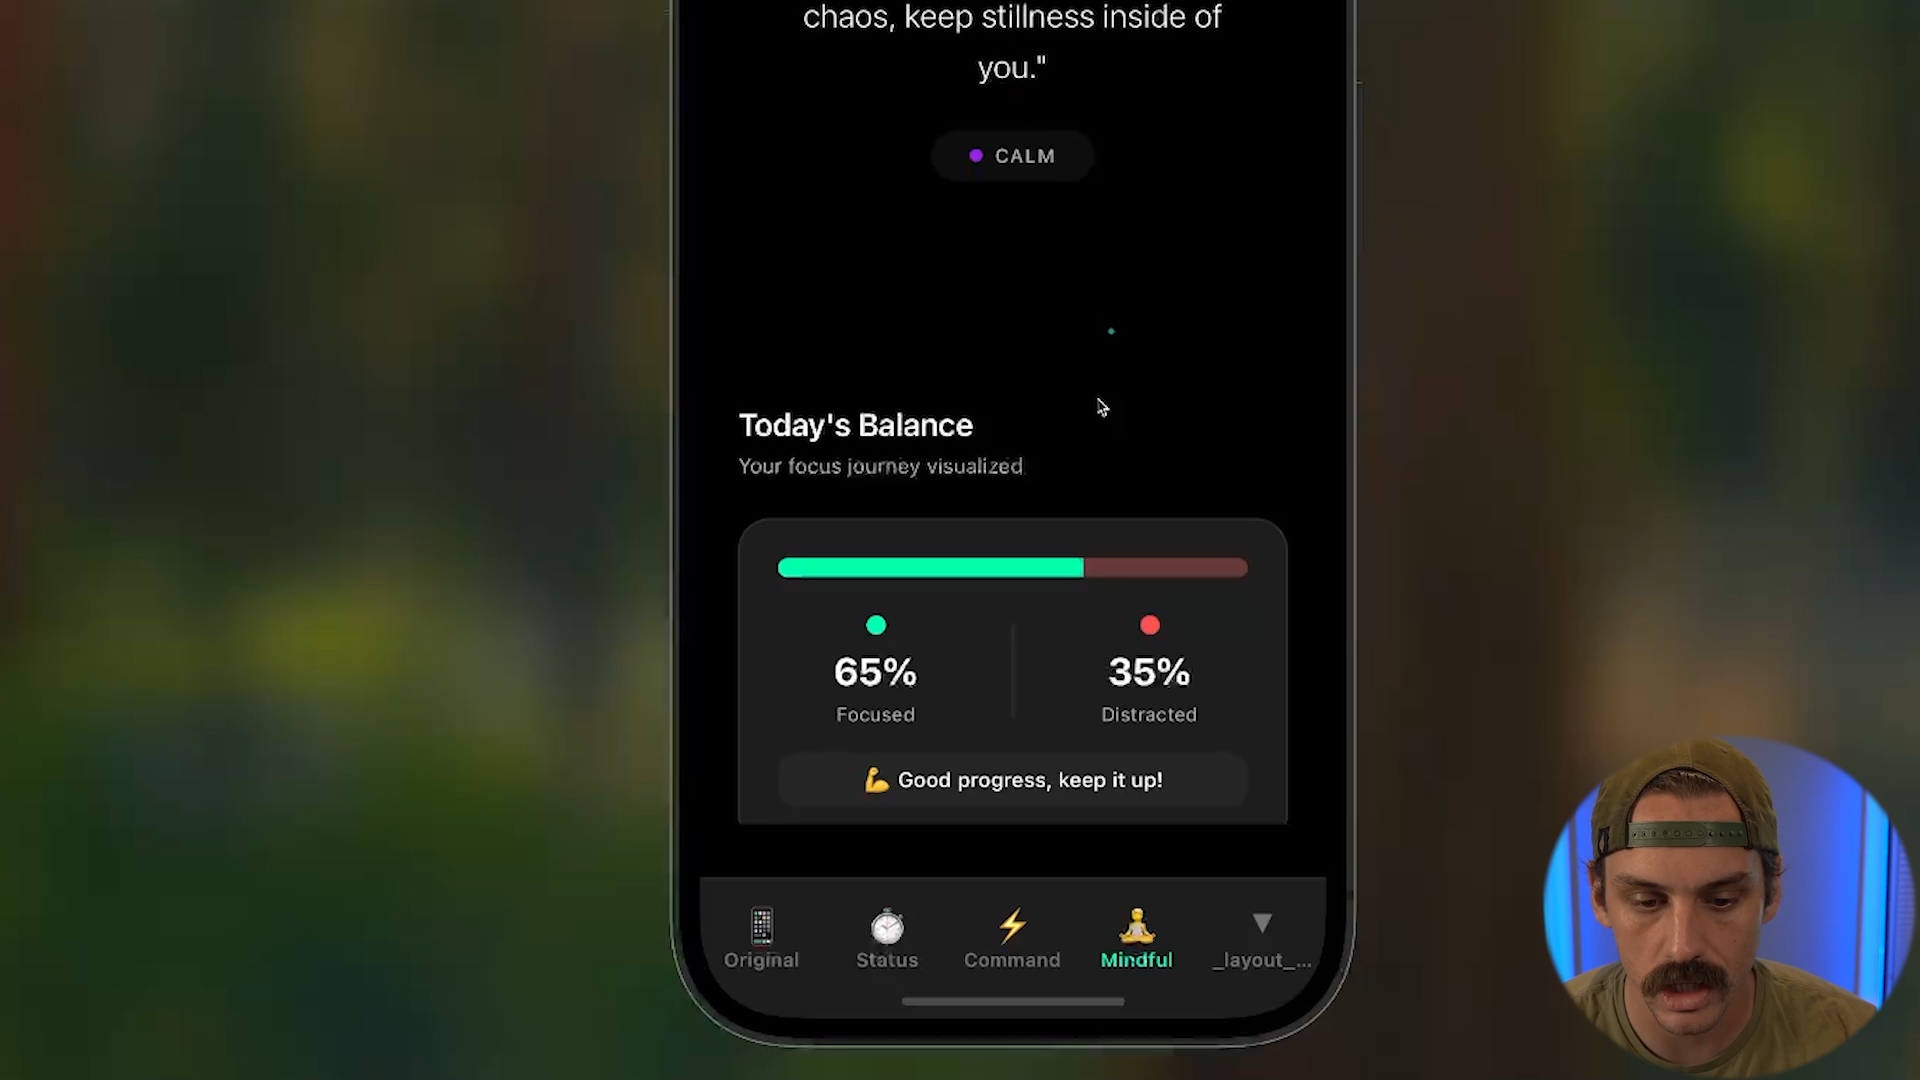 chaos, keep stillness inside of
you."
CALM
Today's Balance
Your focus journey visualized
65%
35%
Focused
Distracted
💪 Good progress, keep it up!
Original
Status
Command
Mindful
_layout_...